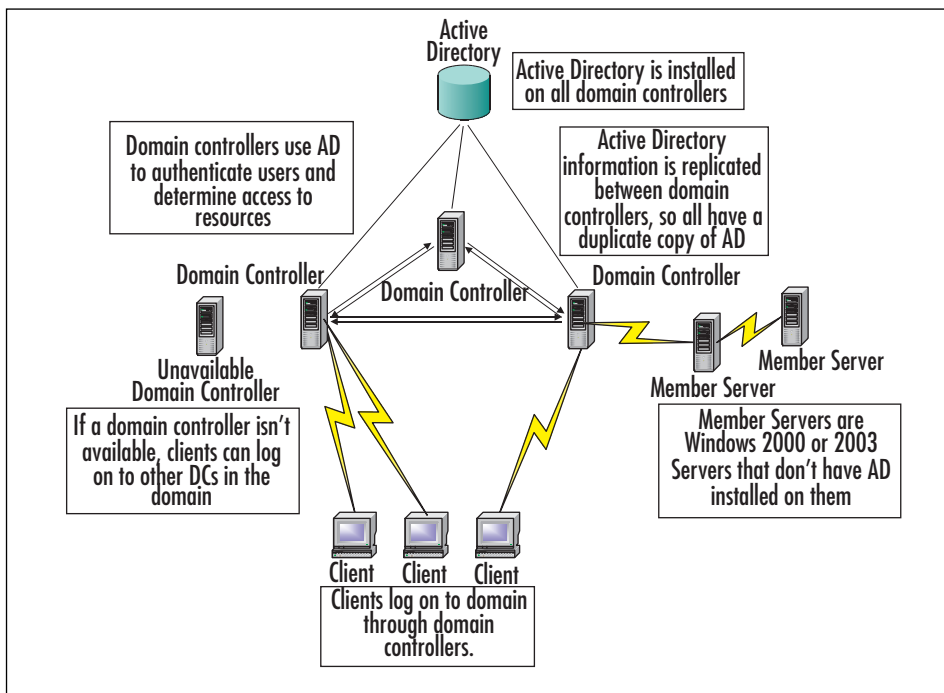 Active
Directory
Active Directory is installed
on all domain controllers
Domain controllers use AD
to authenticate users and
determine access to
resources
Active Directory
information is replicated
between domain
controllers, so all have a
duplicate copy of AD
Domain Controller
Domain Controller
Domain Controller
Unavailable
Domain Controller
Member Server
Member Server
If a domain controller isn't
available, clients can log
on to other DCs in the
domain
Member Servers are
Windows 2000 or 2003
Servers that don't have AD
installed on them
Client
Client
Client
Clients log on to domain
through domain
controllers.